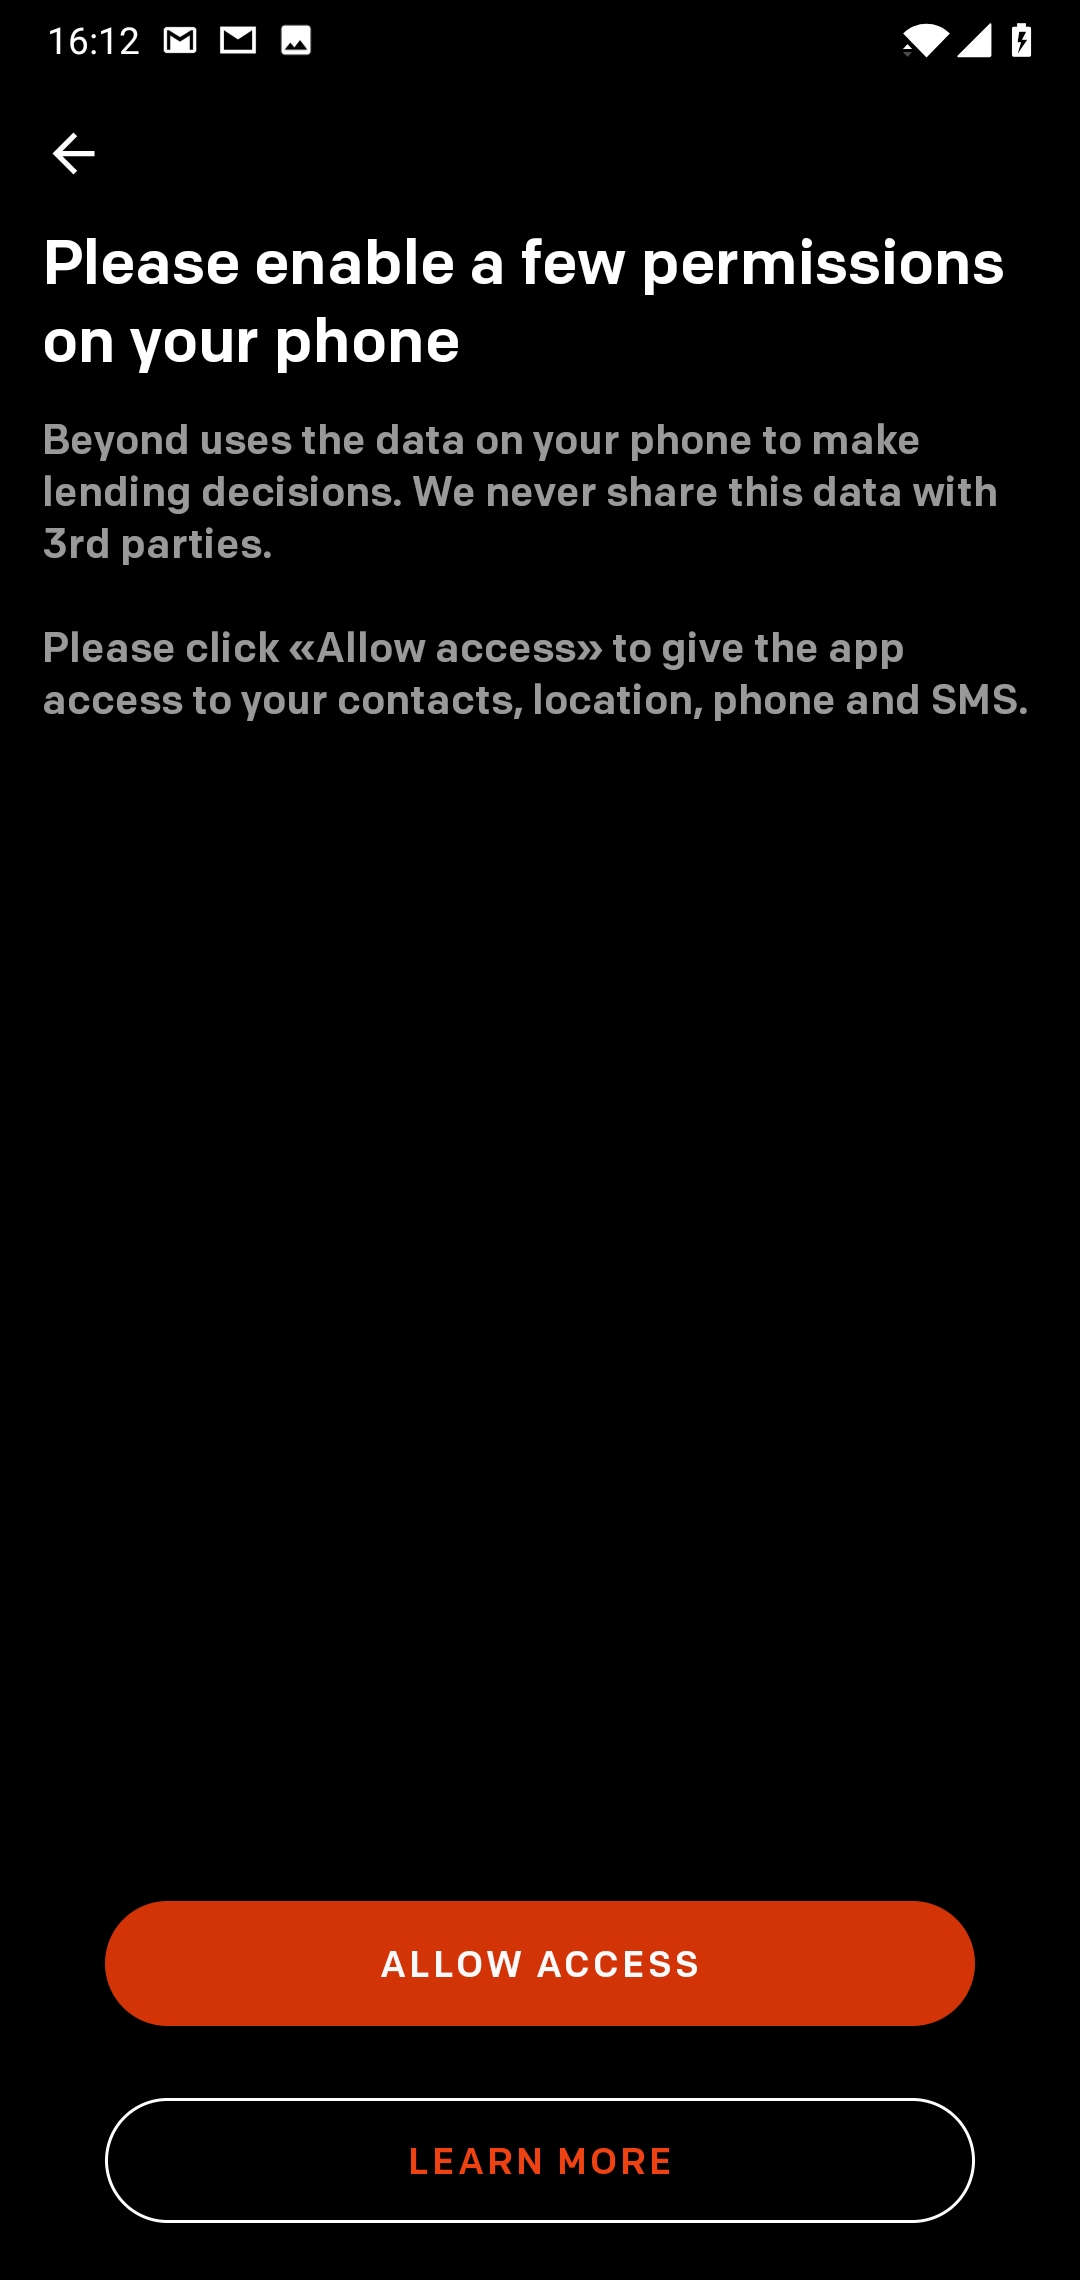 16:12
Please enable a few permissions
on your phone
Beyond uses the data on your phone to make
lending decisions. We never share this data with
3rd parties.
Please click «Allow access» to give the app
access to your contacts, location, phone and SMS.
ALLOW ACCESS
LEARN MORE